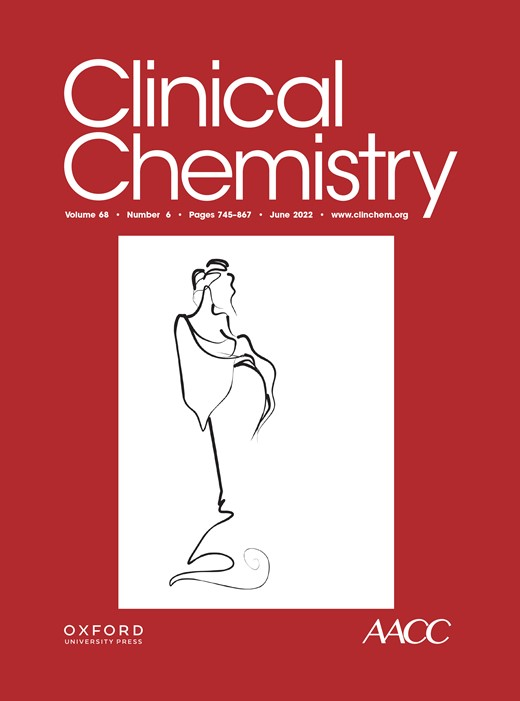 Clinical
Chemistry
Volume 68 • Number 6 • Pages 745–867 • June 2022 • www.clinchem.org
OXFORD
UNIVERSITY PRESS
AACC